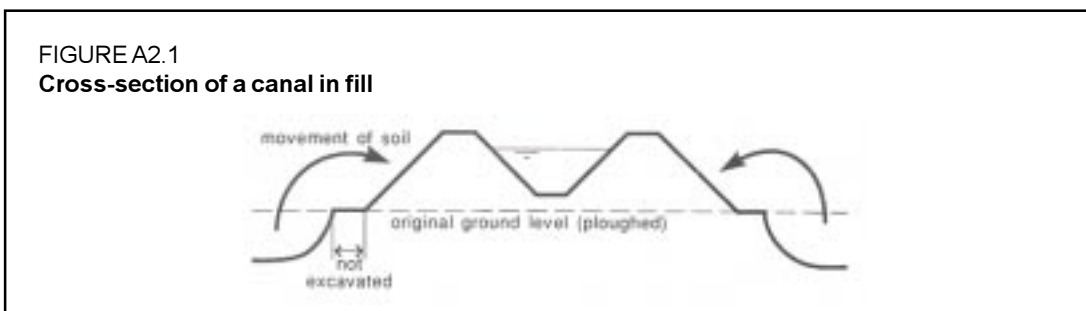 FIGURE A2.1
Cross-section of a canal in fill
movement of soil
original ground level (ploughed)
not
excavated